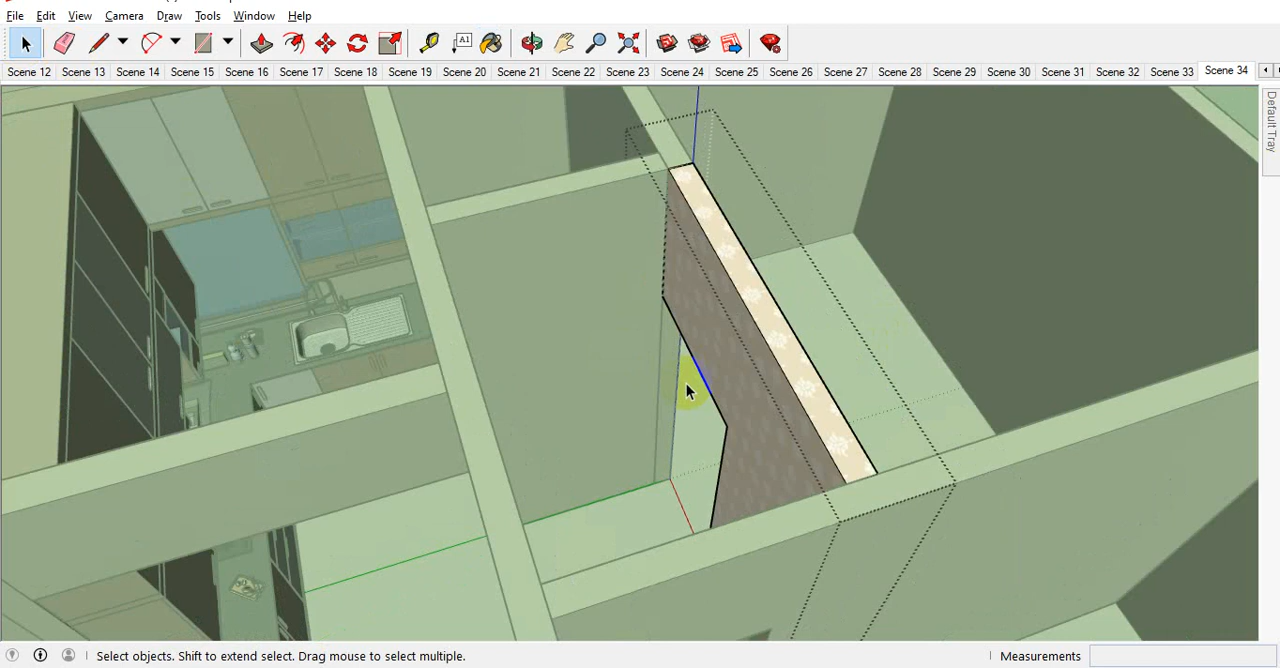 File Edit View Camera Draw Tools Window Help
A1
Scene 12 Scene 13 Scene 14 Scene 15 Scene 16 Scene 17 Scene 18 Scene 19 Scene 20 Scene 21 Scene 22 Scene 23 Scene 24 Scene 25 Scene 26 Scene 27 Scene 28 Scene 29 Scene 30 Scene 31 Scene 32 Scene 33 Scene 34
Default Tray
Select objects. Shift to extend select. Drag mouse to select multiple. Measurements